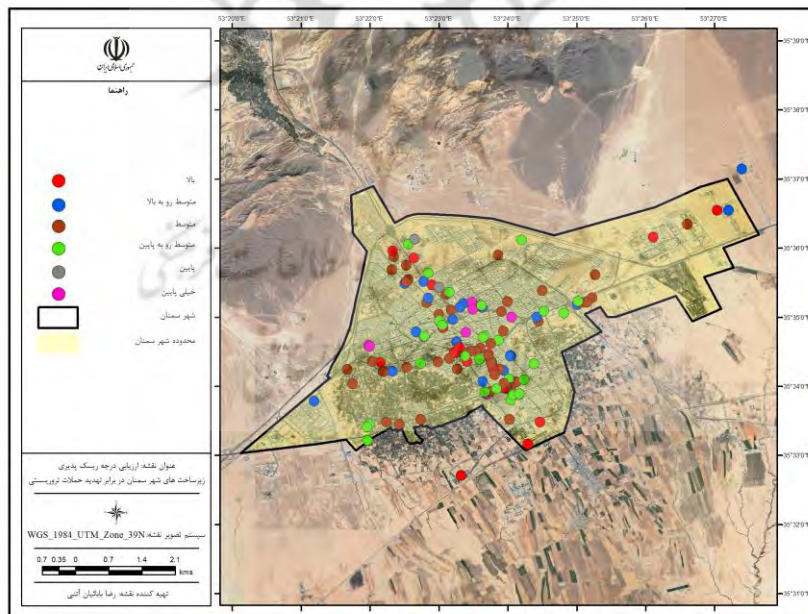 53°20'0"E 53°21'0"E 53°22'0"E 53°23'0"E 53°24'0"E 53°25'0"E 53°26'0"E 53°27'0"E
جمهوری اسلامی ایران
راهنما
بالا
متوسط رو به بالا
متوسط
متوسط رو به پایین
پایین
خیلی پایین
شهر سمنان
محدوده شهر سمنان
عنوان نقشه: ارزیابی درجه ریسک پذیری
زیرساخت های شهر سمنان در برابر تهدید حملات تروریستی
سیستم تصویر نقشه: WGS_1984_UTM_Zone_39N
0.7 0.35 0 0.7 1.4 2.1
kms
تهیه کننده نقشه: رضا بابائیان آتنی
35°39'0"N
35°38'0"N
35°37'0"N
35°36'0"N
35°35'0"N
35°34'0"N
35°33'0"N
35°32'0"N
35°31'0"N